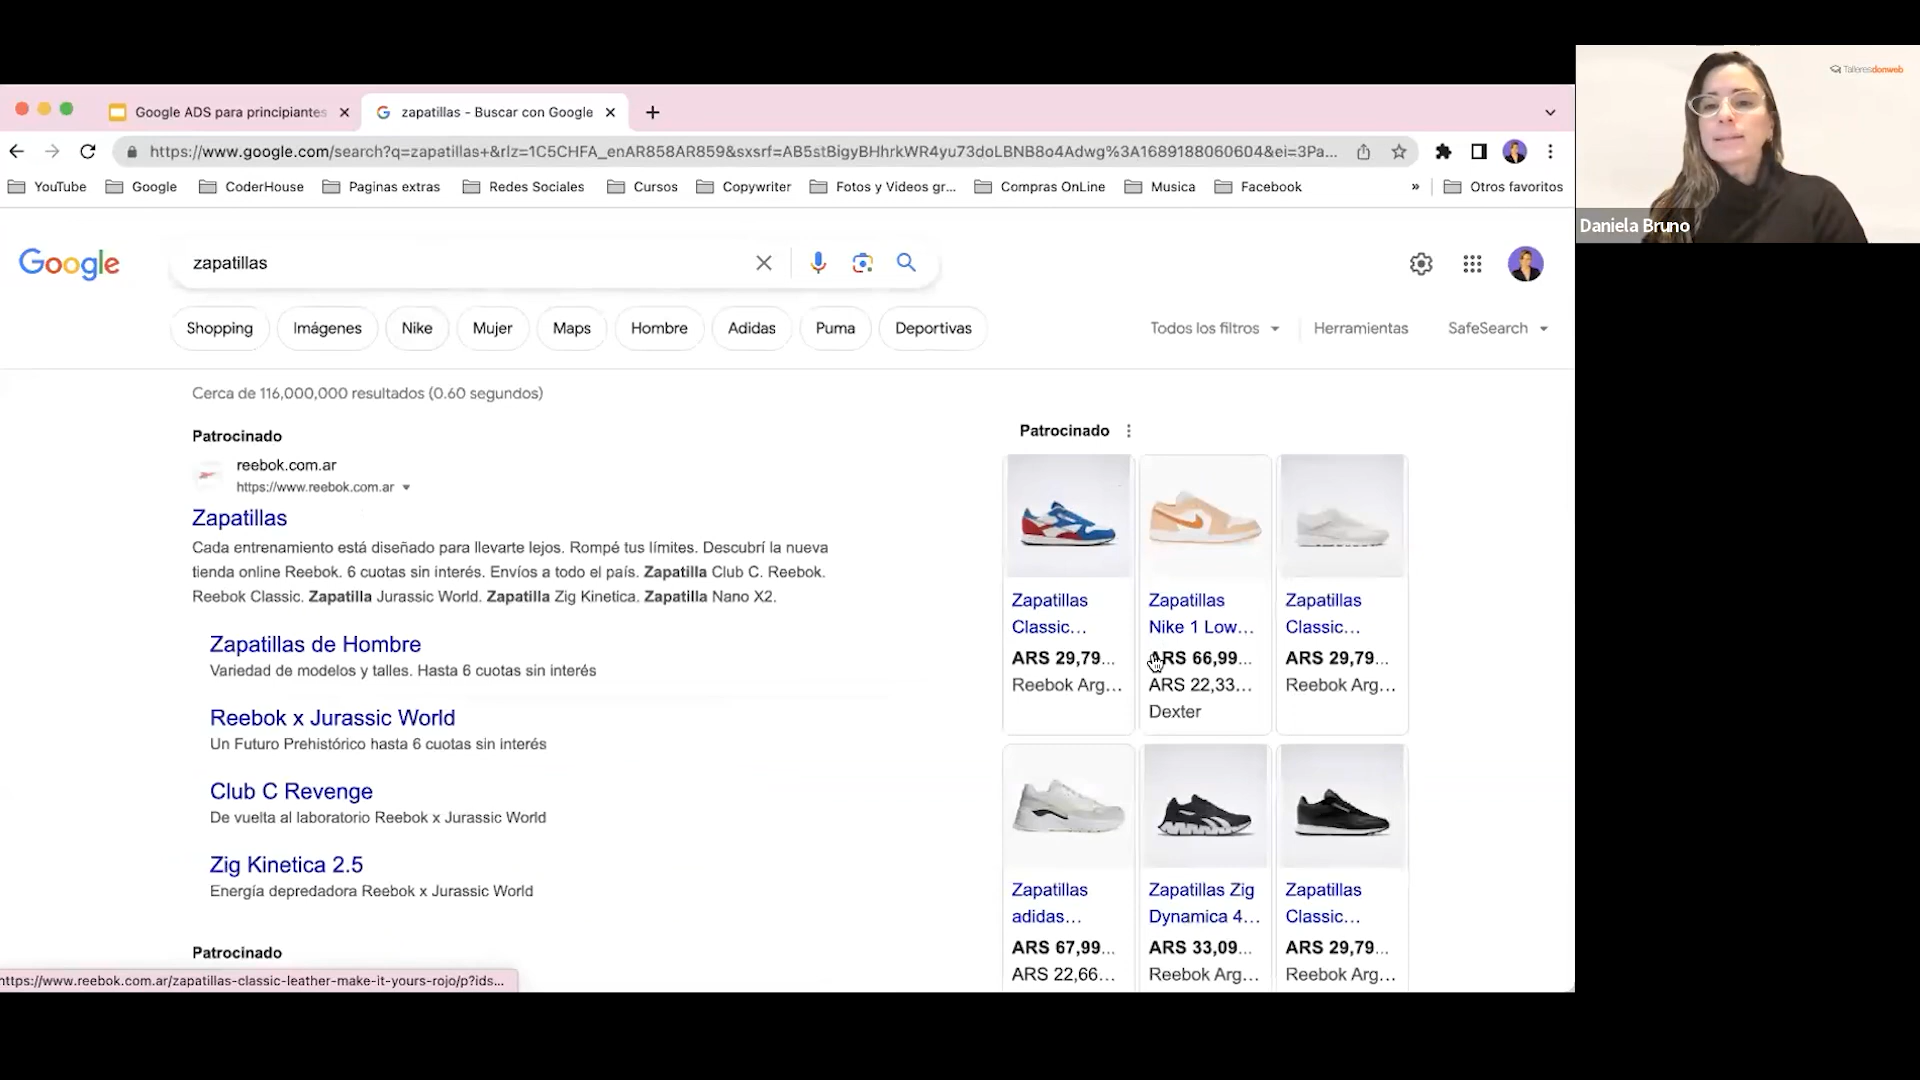 Google ADS para principiantes
zapatillas - Buscar con Google
https://www.google.com/search?q=zapatillas+&rlz=1C5CHFA_enAR858AR859&sxsrf=AB5stBigyBHhrkWR4yu73doLBNB8o4Adwg%3A1689188060604&ei=3Pa...
YouTube
Google
CoderHouse
Paginas extras
Redes Sociales
Cursos
Copywriter
Fotos y Videos gr...
Compras OnLine
Musica
Facebook
»
Otros favoritos
Talleresdonweb
Daniela Bruno
Google
zapatillas
Shopping
Imágenes
Nike
Mujer
Maps
Hombre
Adidas
Puma
Deportivas
Todos los filtros
Herramientas
SafeSearch
Cerca de 116,000,000 resultados (0.60 segundos)
Patrocinado
reebok.com.ar
https://www.reebok.com.ar
Zapatillas
Cada entrenamiento está diseñado para llevarte lejos. Rompé tus límites. Descubrí la nueva
tienda online Reebok. 6 cuotas sin interés. Envíos a todo el país. Zapatilla Club C. Reebok.
Reebok Classic. Zapatilla Jurassic World. Zapatilla Zig Kinetica. Zapatilla Nano X2.
Zapatillas de Hombre
Variedad de modelos y talles. Hasta 6 cuotas sin interés
Reebok x Jurassic World
Un Futuro Prehistórico hasta 6 cuotas sin interés
Club C Revenge
De vuelta al laboratorio Reebok x Jurassic World
Zig Kinetica 2.5
Energía depredadora Reebok x Jurassic World
Patrocinado
https://www.reebok.com.ar/zapatillas-classic-leather-make-it-yours-rojo/p?ids...
Patrocinado
Zapatillas
Classic...
ARS 29,79...
Reebok Arg...
Zapatillas
Nike 1 Low...
ARS 66,99...
ARS 22,33...
Dexter
Zapatillas
Classic...
ARS 29,79...
Reebok Arg...
Zapatillas
adidas...
ARS 67,99...
ARS 22,66...
Zapatillas Zig
Dynamica 4...
ARS 33,09...
Reebok Arg...
Zapatillas
Classic...
ARS 29,79...
Reebok Arg...